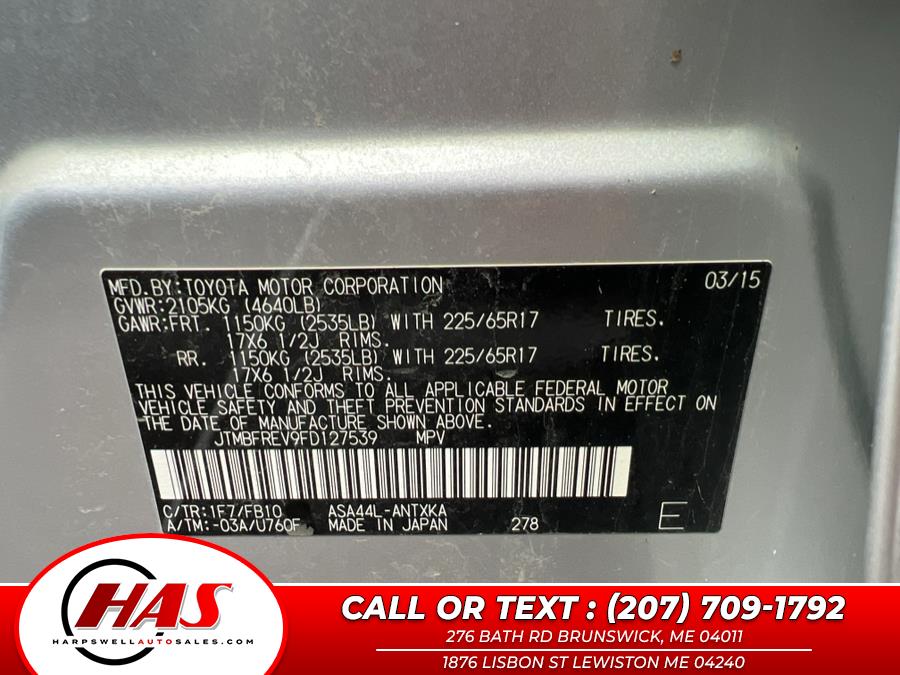 MFD.BY:TOYOTA MOTOR CORPORATION 03/15
GVWR:2105KG (4640LB)
GAWR:FRT. 1150KG (2535LB) WITH 225/65R17 TIRES.
17X6 1/2J RIMS.
RR. 1150KG (2535LB) WITH 225/65R17 TIRES.
17X6 1/2J RIMS.
THIS VEHICLE CONFORMS TO ALL APPLICABLE FEDERAL MOTOR
VEHICLE SAFETY AND THEFT PREVENTION STANDARDS IN EFFECT ON
THE DATE OF MANUFACTURE SHOWN ABOVE.
JTMBFREV9FD127539 MPV
C/TR:1F7/FB10 ASA44L-ANTXKA
A/TM:-03A/U760F MADE IN JAPAN 278 E
HAS
HARPSWELLAUTOSALES.COM
CALL OR TEXT : (207) 709-1792
276 BATH RD BRUNSWICK, ME 04011
1876 LISBON ST LEWISTON ME 04240